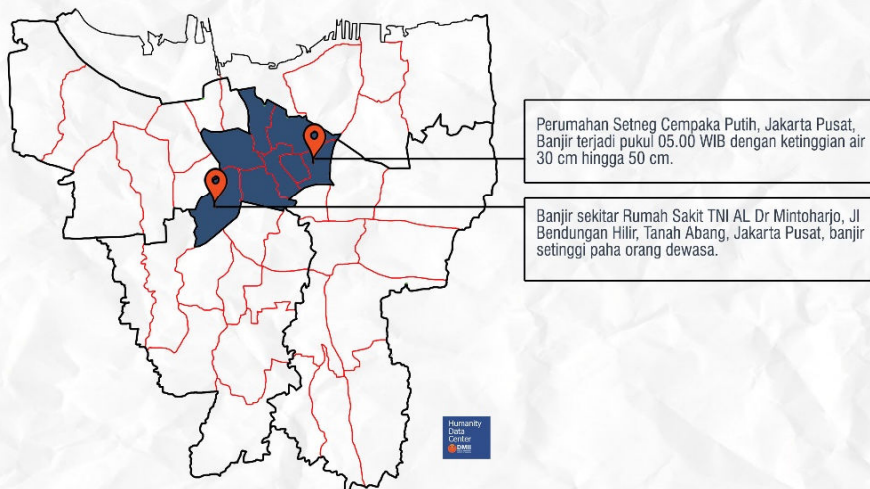 Perumahan Setneg Cempaka Putih, Jakarta Pusat,
Banjir terjadi pukul 05.00 WIB dengan ketinggian air
30 cm hingga 50 cm.
Banjir sekitar Rumah Sakit TNI AL Dr Mintoharjo, Jl
Bendungan Hilir, Tanah Abang, Jakarta Pusat, banjir
setinggi paha orang dewasa.
Humanity
Data
Center
DMII